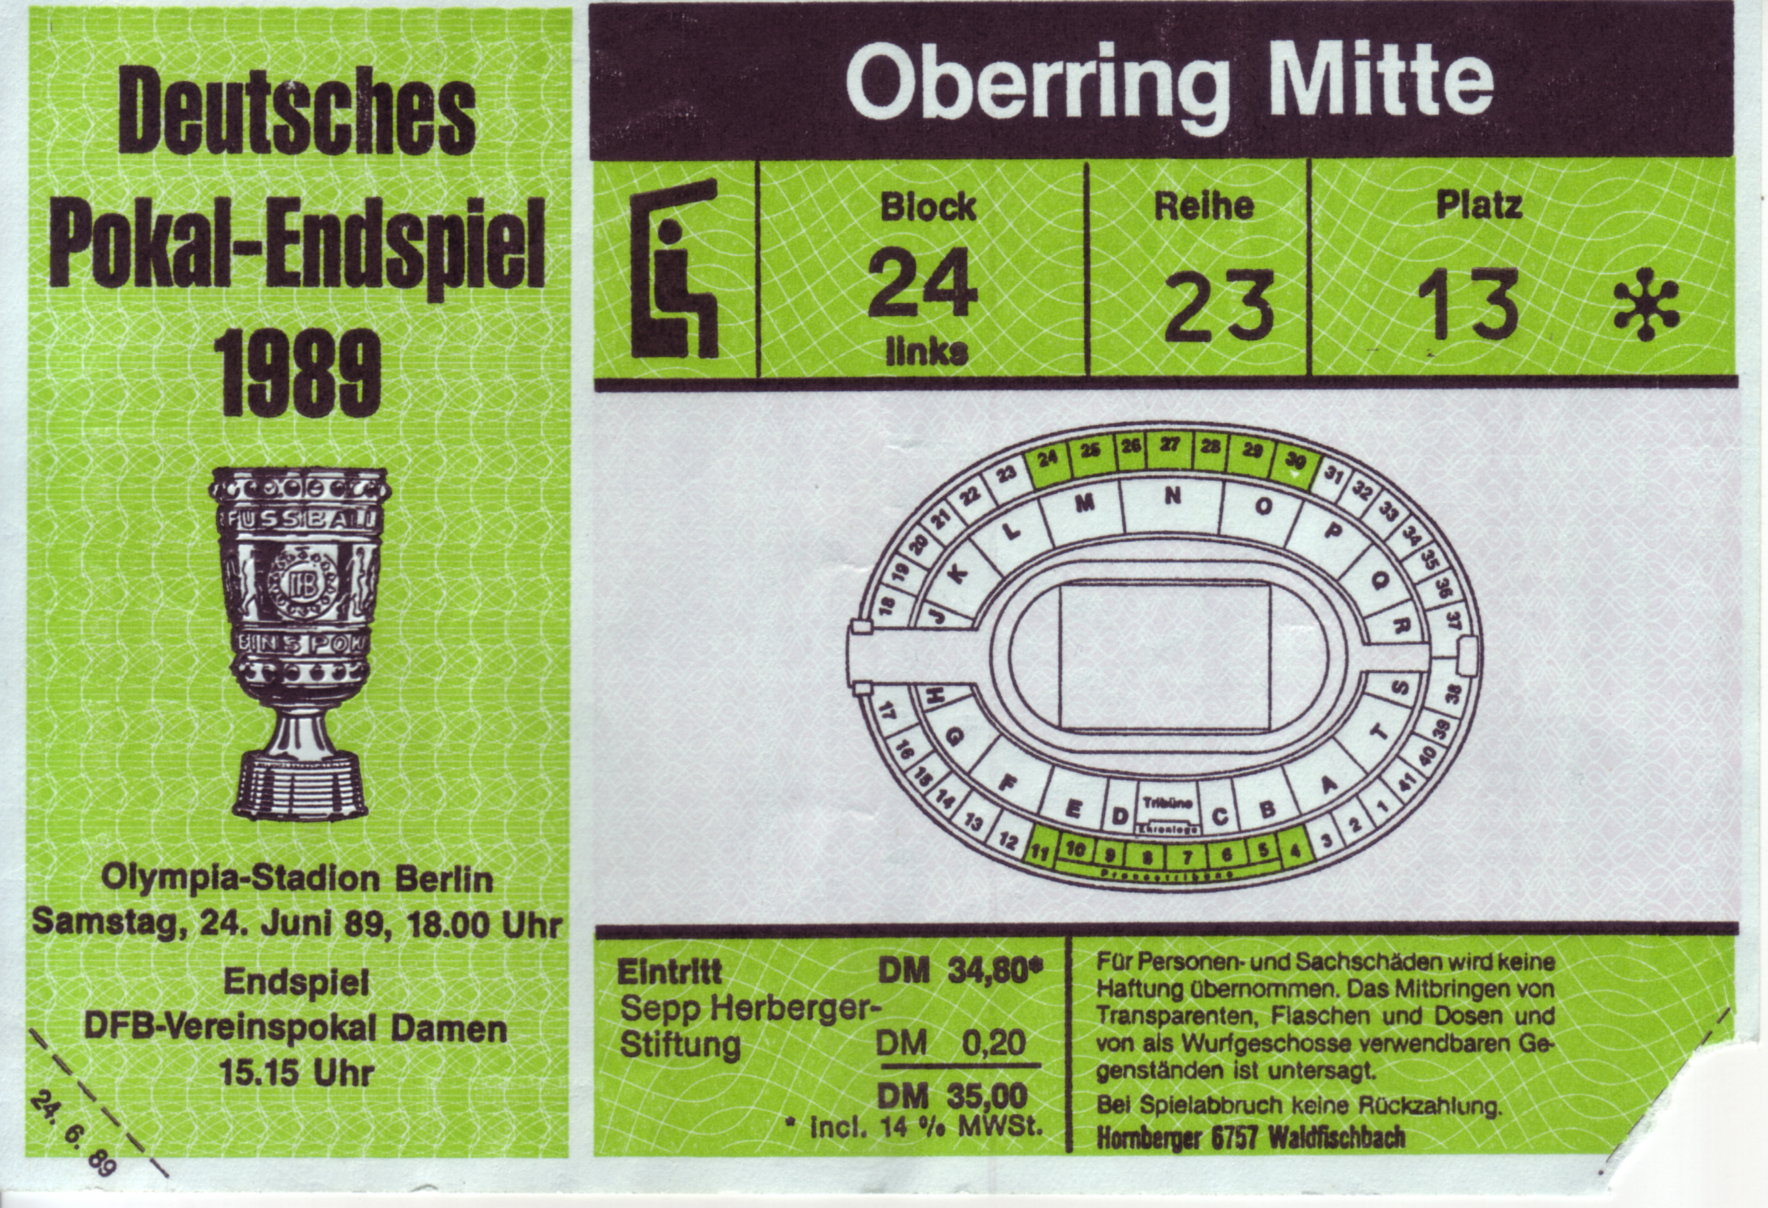 Deutsches
Pokal-Endspiel
1989
FUSSBALL
EINSPOK
Olympia-Stadion Berlin
Samstag, 24. Juni 89, 18.00 Uhr
Endspiel
DFB-Vereinspokal Damen
15.15 Uhr
24. 6. 89
Oberring Mitte
Block
24
links
Reihe
23
Platz
13
18 19 20 21 22 23 24 25 26 27 28 29 30 31 32 33 34 35 36 37
J K L M N O P Q R
H G F E D Tribüne C B A T S
Ehrenloge
17 16 15 14 13 12 11 10 9 8 7 6 5 4 3 2 1 41 40 39 38
Pressetribüne
Eintritt DM 34,80*
Sepp Herberger-
Stiftung DM 0,20
DM 35,00
* incl. 14 % MWSt.
Für Personen- und Sachschäden wird keine
Haftung übernommen. Das Mitbringen von
Transparenten, Flaschen und Dosen und
von als Wurfgeschosse verwendbaren Ge-
genständen ist untersagt.
Bei Spielabbruch keine Rückzahlung.
Hornberger 6757 Waldfischbach